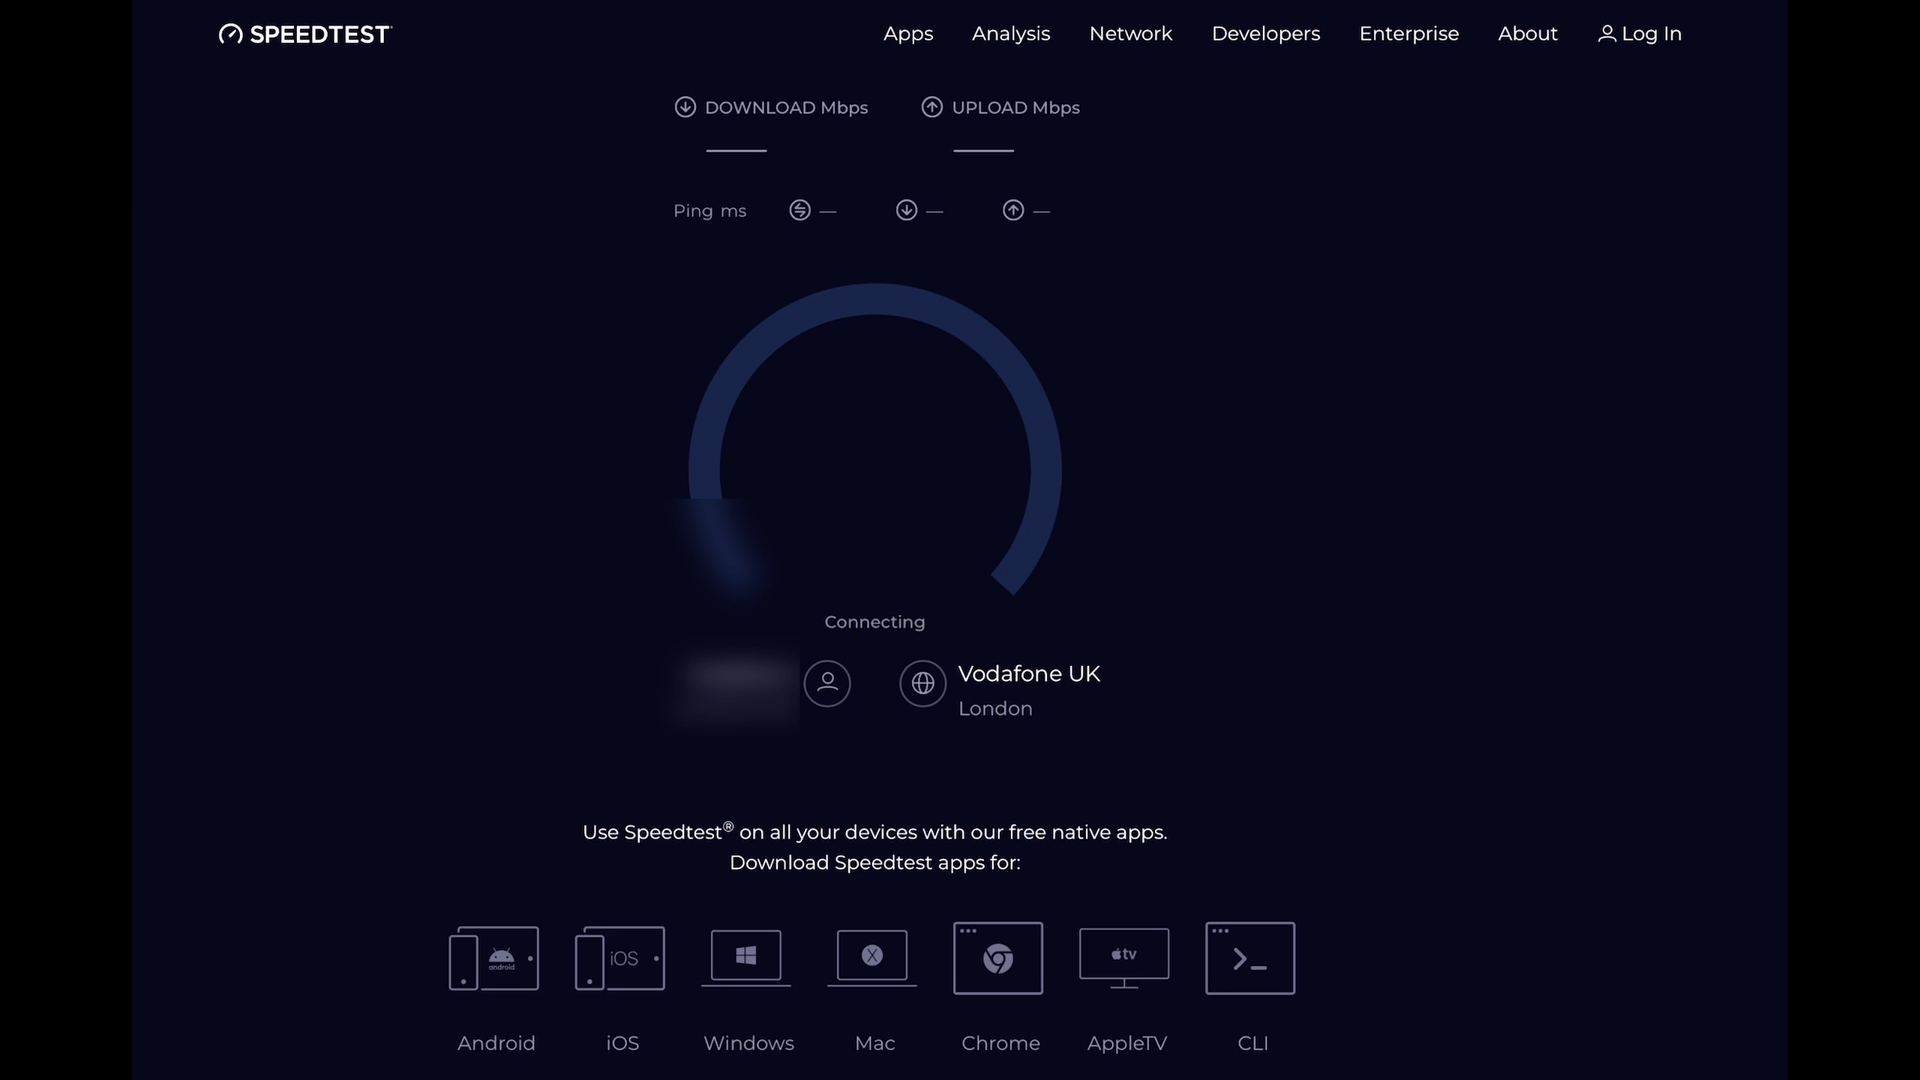 SPEEDTEST
Apps Analysis Network Developers Enterprise About Log In
DOWNLOAD Mbps UPLOAD Mbps
Ping ms — — —
Connecting
Vodafone UK
London
Use Speedtest® on all your devices with our free native apps.
Download Speedtest apps for:
android iOS X tv
Android iOS Windows Mac Chrome AppleTV CLI